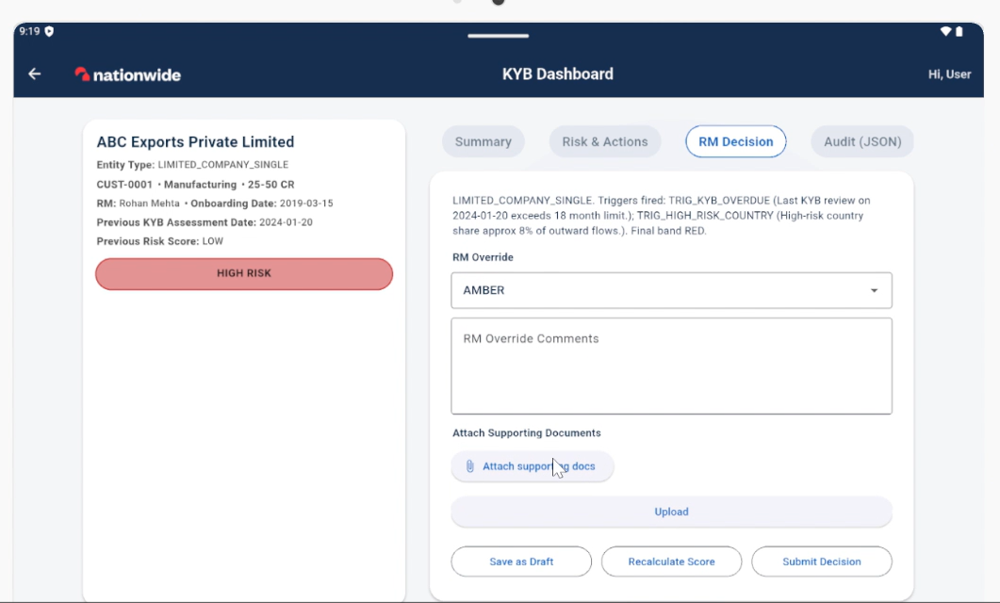 9:19
nationwide
KYB Dashboard
Hi, User
ABC Exports Private Limited
Entity Type: LIMITED_COMPANY_SINGLE
CUST-0001 • Manufacturing • 25-50 CR
RM: Rohan Mehta • Onboarding Date: 2019-03-15
Previous KYB Assessment Date: 2024-01-20
Previous Risk Score: LOW
HIGH RISK
Summary
Risk & Actions
RM Decision
Audit (JSON)
LIMITED_COMPANY_SINGLE. Triggers fired: TRIG_KYB_OVERDUE (Last KYB review on
2024-01-20 exceeds 18 month limit.); TRIG_HIGH_RISK_COUNTRY (High-risk country
share approx 8% of outward flows.). Final band RED.
RM Override
AMBER
RM Override Comments
Attach Supporting Documents
Attach supporting docs
Upload
Save as Draft
Recalculate Score
Submit Decision